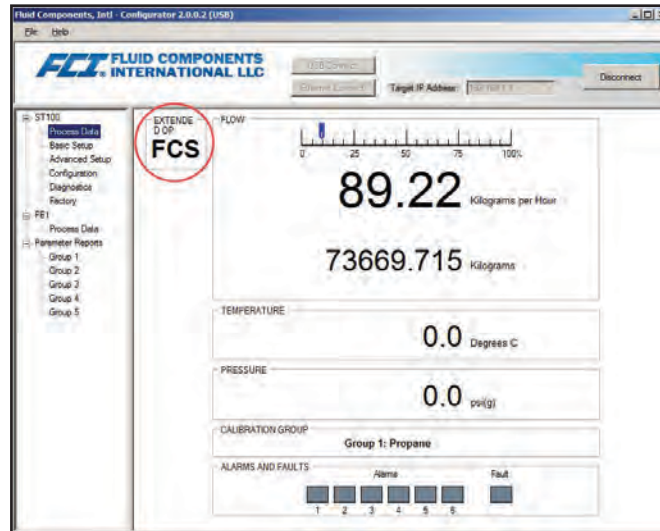 Fluid Components, Intl - Configurator 2.0.0.2 (USB)
File Help
FCI FLUID COMPONENTS
INTERNATIONAL LLC
USB Connect
Ethernet Connect
Target IP Address:
Disconnect
ST100
Process Data
Basic Setup
Advanced Setup
Configuration
Diagnostics
Factory
FE1
Process Data
Parameter Reports
Group 1
Group 2
Group 3
Group 4
Group 5
EXTENDE
D OP
FCS
FLOW
0 25 50 75 100%
89.22 Kilograms per Hour
73669.715 Kilograms
TEMPERATURE
0.0 Degrees C
PRESSURE
0.0 psi(g)
CALIBRATION GROUP
Group 1: Propane
ALARMS AND FAULTS
Alarms Fault
1 2 3 4 5 6